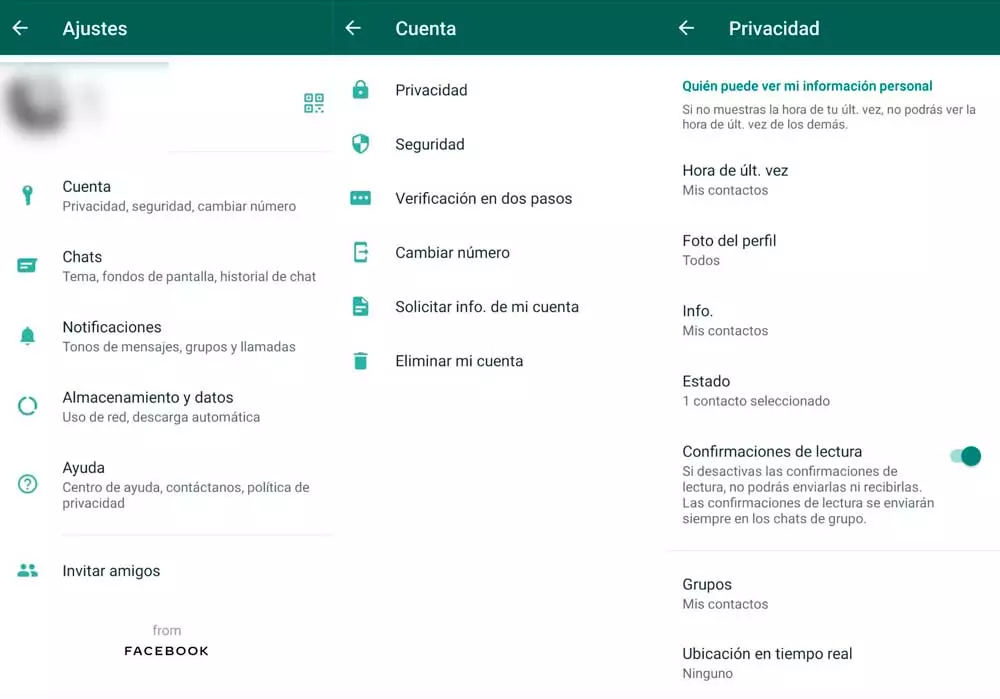 Ajustes
Cuenta
Privacidad, seguridad, cambiar número
Chats
Tema, fondos de pantalla, historial de chat
Notificaciones
Tonos de mensajes, grupos y llamadas
Almacenamiento y datos
Uso de red, descarga automática
Ayuda
Centro de ayuda, contáctanos, política de
privacidad
Invitar amigos
from
FACEBOOK
Cuenta
Privacidad
Seguridad
Verificación en dos pasos
Cambiar número
Solicitar info. de mi cuenta
Eliminar mi cuenta
Privacidad
Quién puede ver mi información personal
Si no muestras la hora de tu últ. vez, no podrás ver la
hora de últ. vez de los demás.
Hora de últ. vez
Mis contactos
Foto del perfil
Todos
Info.
Mis contactos
Estado
1 contacto seleccionado
Confirmaciones de lectura
Si desactivas las confirmaciones de
lectura, no podrás enviarlas ni recibirlas.
Las confirmaciones de lectura se enviarán
siempre en los chats de grupo.
Grupos
Mis contactos
Ubicación en tiempo real
Ninguno